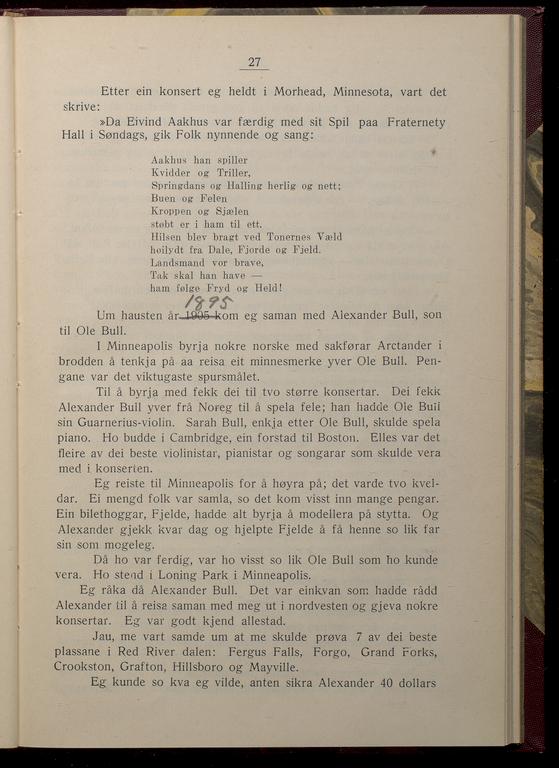 27
Etter ein konsert eg heldt i Morhead, Minnesota, vart det
skrive:
»Da Eivind Aakhus var færdig med sit Spil paa Fraternety
Hall i Søndags, gik Folk nynnende og sang:
Aakhus han spiller
Kvidder og Triller,
Springdans og Halling herlig og nett;
Buen og Felen
Kroppen og Sjælen
støbt er i ham til ett.
Hilsen blev bragt ved Tonernes Væld
hoilydt fra Dale, Fjorde og Fjeld.
Landsmand vor brave,
Tak skal han have —
ham følge Fryd og Held!
1895
Um hausten år 1905 kom eg saman med Alexander Bull, son
til Ole Bull.
I Minneapolis byrja nokre norske med sakførar Arctander i
brodden å tenkja på aa reisa eit minnesmerke yver Ole Bull. Pen-
gane var det viktugaste spursmålet.
Til å byrja med fekk dei til tvo større konsertar. Dei fekk
Alexander Bull yver frå Noreg til å spela fele; han hadde Ole Bull
sin Guarnerius-violin. Sarah Bull, enkja etter Ole Bull, skulde spela
piano. Ho budde i Cambridge, ein forstad til Boston. Elles var det
fleire av dei beste violinistar, pianistar og songarar som skulde vera
med i konserten.
Eg reiste til Minneapolis for å høyra på; det varde tvo kvel-
dar. Ei mengd folk var samla, so det kom visst inn mange pengar.
Ein bilethoggar, Fjelde, hadde alt byrja å modellera på stytta. Og
Alexander gjekk kvar dag og hjelpte Fjelde å få henne so lik far
sin som mogeleg.
Då ho var ferdig, var ho visst so lik Ole Bull som ho kunde
vera. Ho stend i Loning Park i Minneapolis.
Eg råka då Alexander Bull. Det var einkvan som hadde rådd
Alexander til å reisa saman med meg ut i nordvesten og gjeva nokre
konsertar. Eg var godt kjend allestad.
Jau, me vart samde um at me skulde prøva 7 av dei beste
plassane i Red River dalen: Fergus Falls, Forgo, Grand Forks,
Crookston, Grafton, Hillsboro og Mayville.
Eg kunde so kva eg vilde, anten sikra Alexander 40 dollars